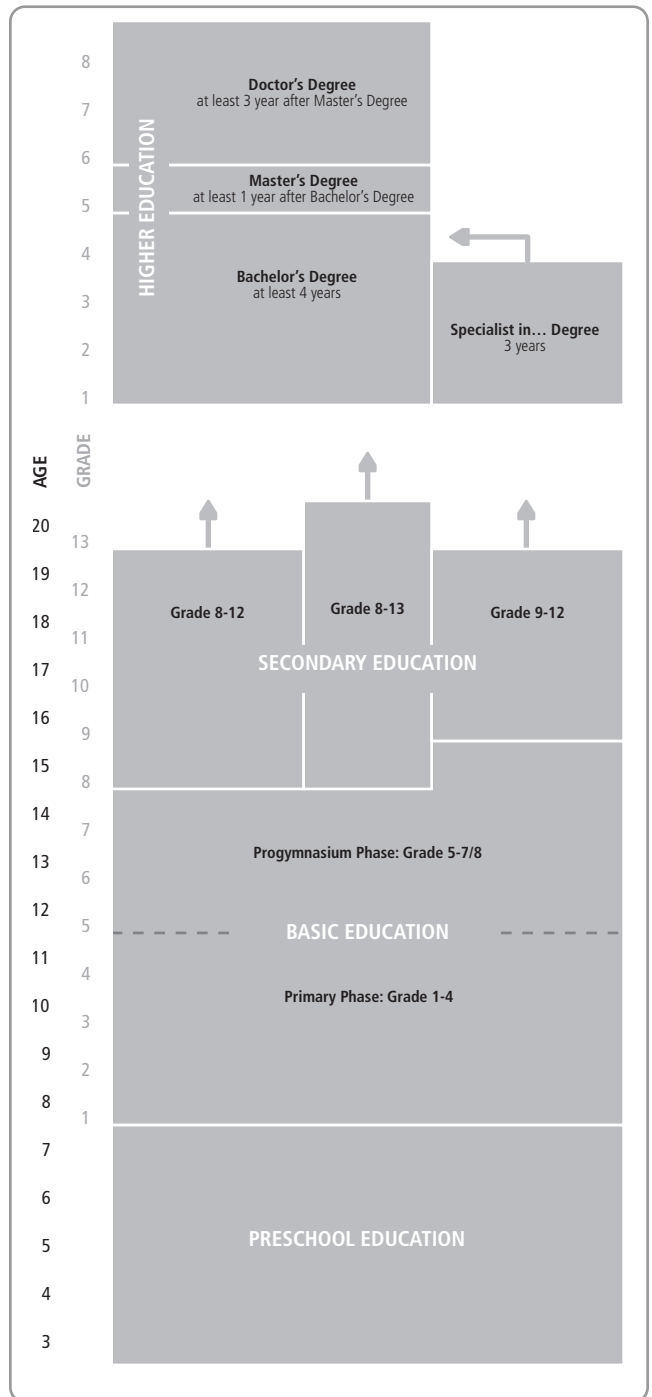 8
Doctor's Degree
at least 3 year after Master's Degree
7
6
Master's Degree
at least 1 year after Bachelor's Degree
5
HIGHER EDUCATION
4
Bachelor's Degree
at least 4 years
3
Specialist in... Degree
3 years
2
1
AGE
GRADE
20
13
19
12
Grade 8-12
Grade 8-13
Grade 9-12
18
11
SECONDARY EDUCATION
17
10
16
9
15
8
14
7
Progymnasium Phase: Grade 5-7/8
13
6
12
5
BASIC EDUCATION
11
4
Primary Phase: Grade 1-4
10
3
9
2
8
1
7
6
PRESCHOOL EDUCATION
5
4
3